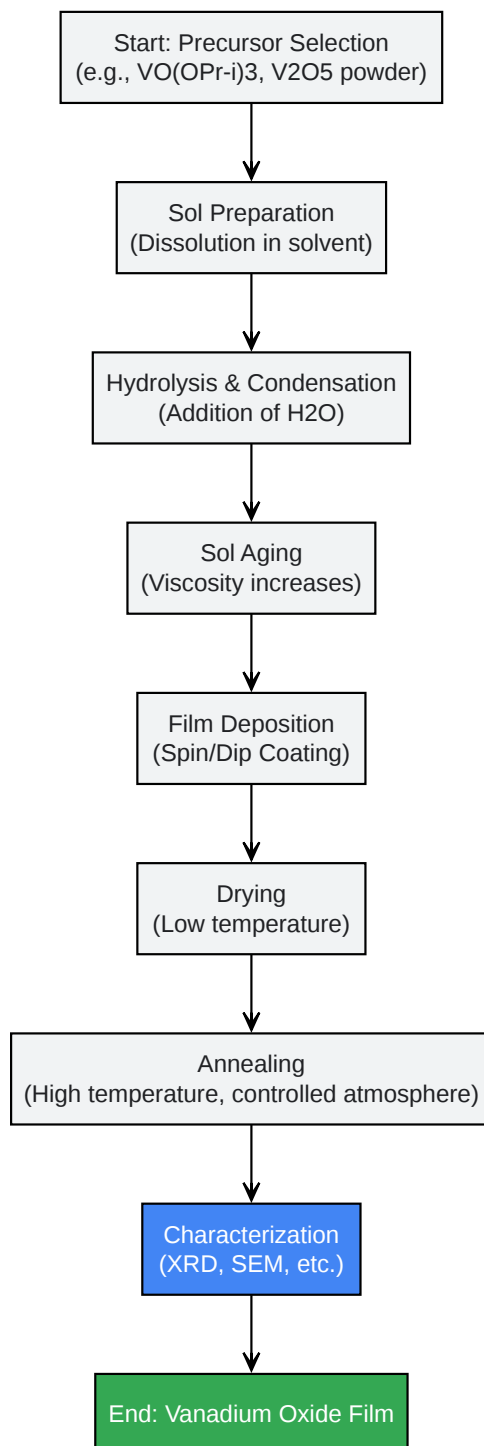 Start: Precursor Selection
(e.g., VO(OPr-i)3, V2O5 powder)
Sol Preparation
(Dissolution in solvent)
Hydrolysis & Condensation
(Addition of H2O)
Sol Aging
(Viscosity increases)
Film Deposition
(Spin/Dip Coating)
Drying
(Low temperature)
Annealing
(High temperature, controlled atmosphere)
Characterization
(XRD, SEM, etc.)
End: Vanadium Oxide Film